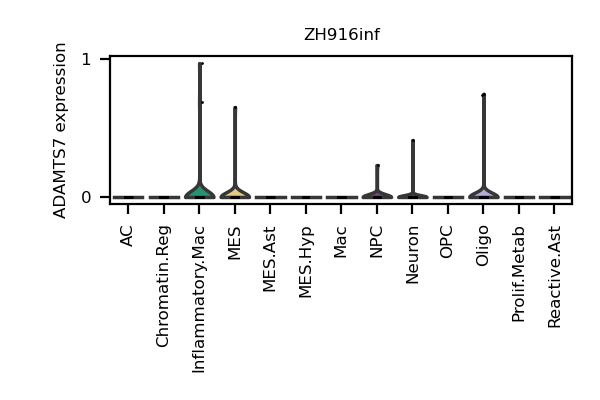 ZH916inf
ADAMTS7 expression
1
0
AC
Chromatin.Reg
Inflammatory.Mac
MES
MES.Ast
MES.Hyp
Mac
NPC
Neuron
OPC
Oligo
Prolif.Metab
Reactive.Ast